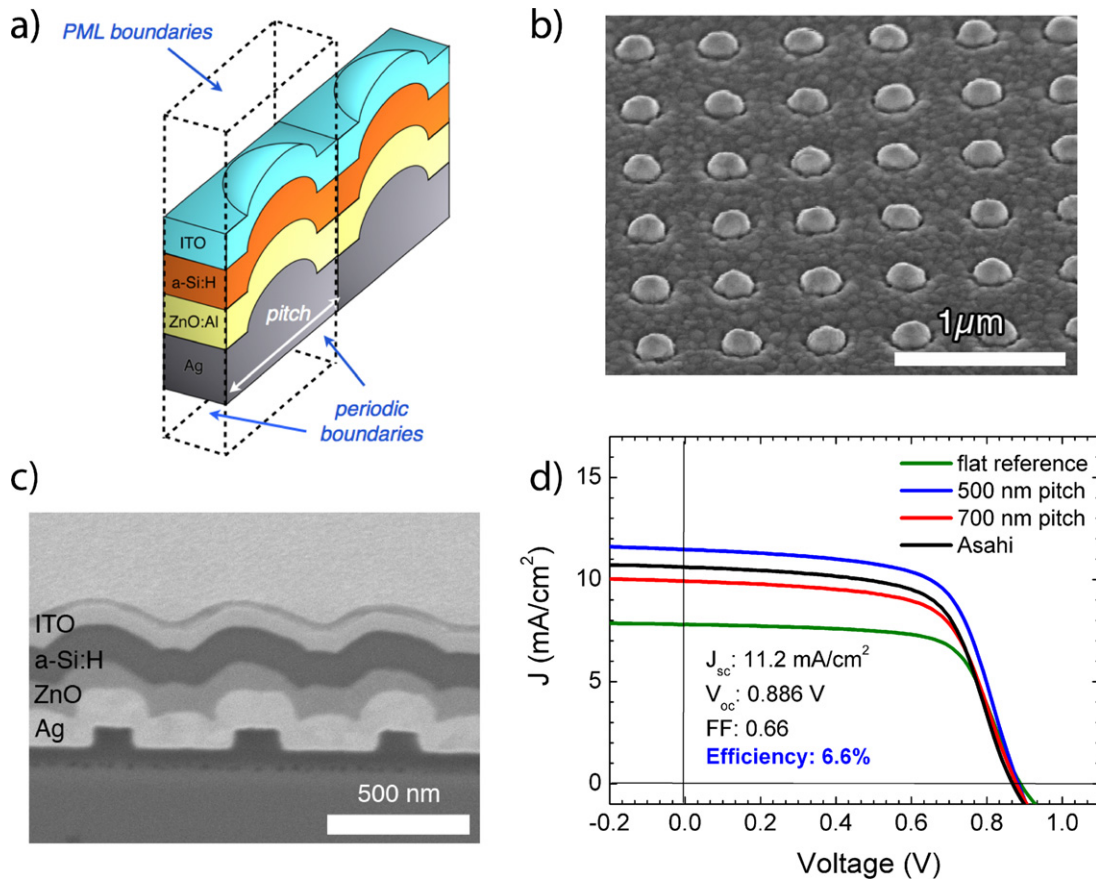 a)
PML boundaries
ITO
a-Si:H
ZnO:Al
Ag
pitch
periodic
boundaries
b)
1µm
c)
ITO
a-Si:H
ZnO
Ag
500 nm
d)
flat reference
500 nm pitch
700 nm pitch
Asahi
J (mA/cm²)
15
10
5
0
Jsc: 11.2 mA/cm²
Voc: 0.886 V
FF: 0.66
Efficiency: 6.6%
-0.2 0.0 0.2 0.4 0.6 0.8 1.0
Voltage (V)